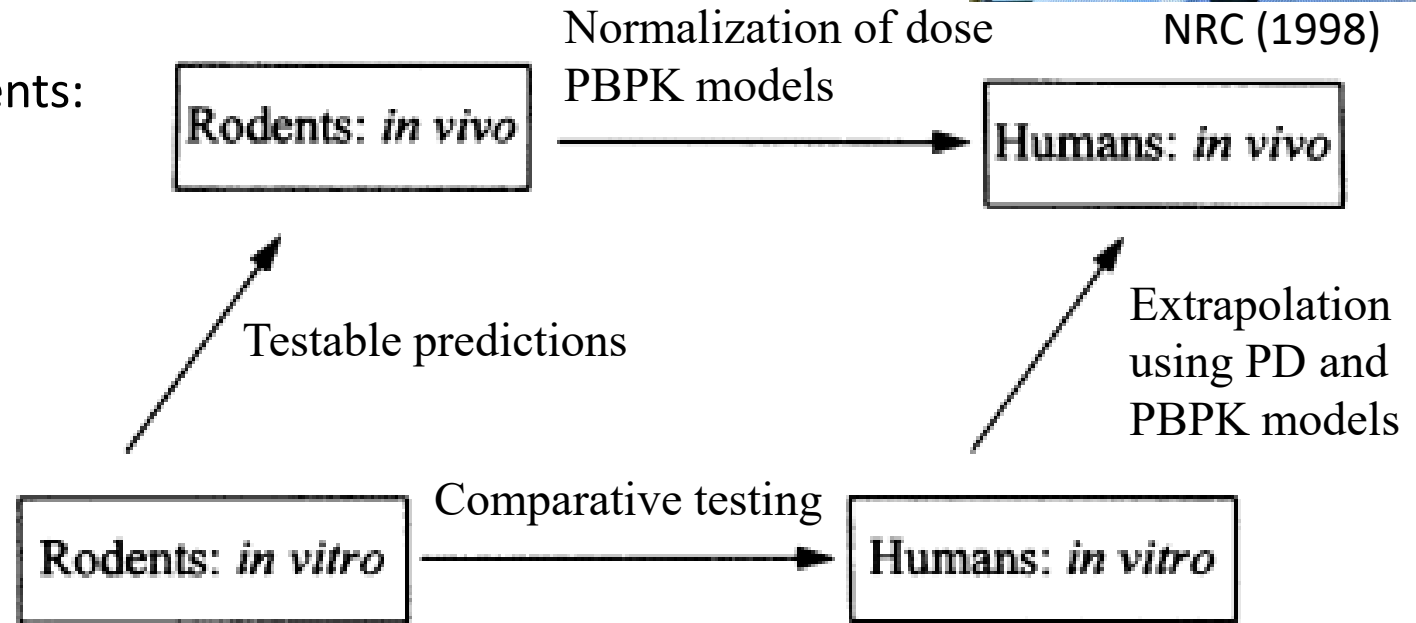 Normalization of dose
PBPK models
NRC (1998)
Rodents: in vivo
Humans: in vivo
Testable predictions
Extrapolation
using PD and
PBPK models
Comparative testing
Rodents: in vitro
Humans: in vitro